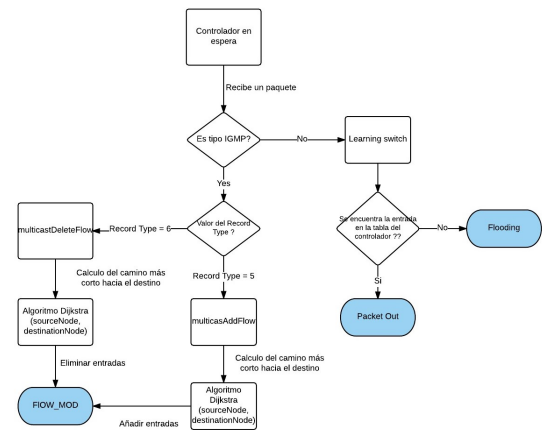 Controlador en
espera
Recibe un paquete
Es tipo IGMP?
No
Learning switch
Yes
Valor del Record
Type ?
Se encuentra la entrada
en la tabla del
controlador ??
No
Flooding
multicastDeleteFlow
Record Type = 6
Record Type = 5
Si
Packet Out
Calculo del camino más
corto hacia el destino
Algoritmo Dijkstra
(sourceNode,
destinationNode)
multicasAddFlow
Calculo del camino más
corto hacia el destino
Eliminar entradas
Algoritmo
Dijkstra
(sourceNode,
destinationNode)
FlOW_MOD
Añadir entradas